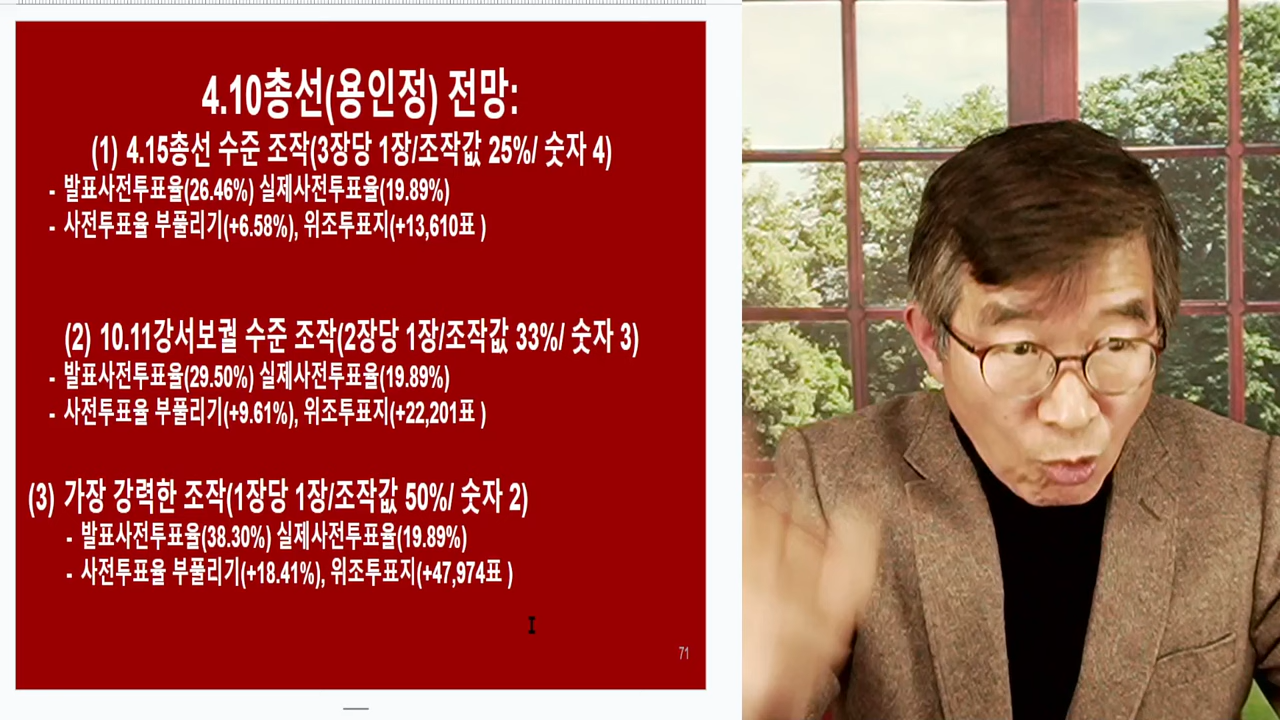 4.10총선(용인정) 전망:
(1) 4.15총선 수준 조작(3장당 1장/조작값 25%/ 숫자 4)
- 발표사전투표율(26.46%) 실제사전투표율(19.89%)
- 사전투표율 부풀리기(+6.58%), 위조투표지(+13,610표 )
(2) 10.11강서보궐 수준 조작(2장당 1장/조작값 33%/ 숫자 3)
- 발표사전투표율(29.50%) 실제사전투표율(19.89%)
- 사전투표율 부풀리기(+9.61%), 위조투표지(+22,201표 )
(3) 가장 강력한 조작(1장당 1장/조작값 50%/ 숫자 2)
- 발표사전투표율(38.30%) 실제사전투표율(19.89%)
- 사전투표율 부풀리기(+18.41%), 위조투표지(+47,974표 )
71